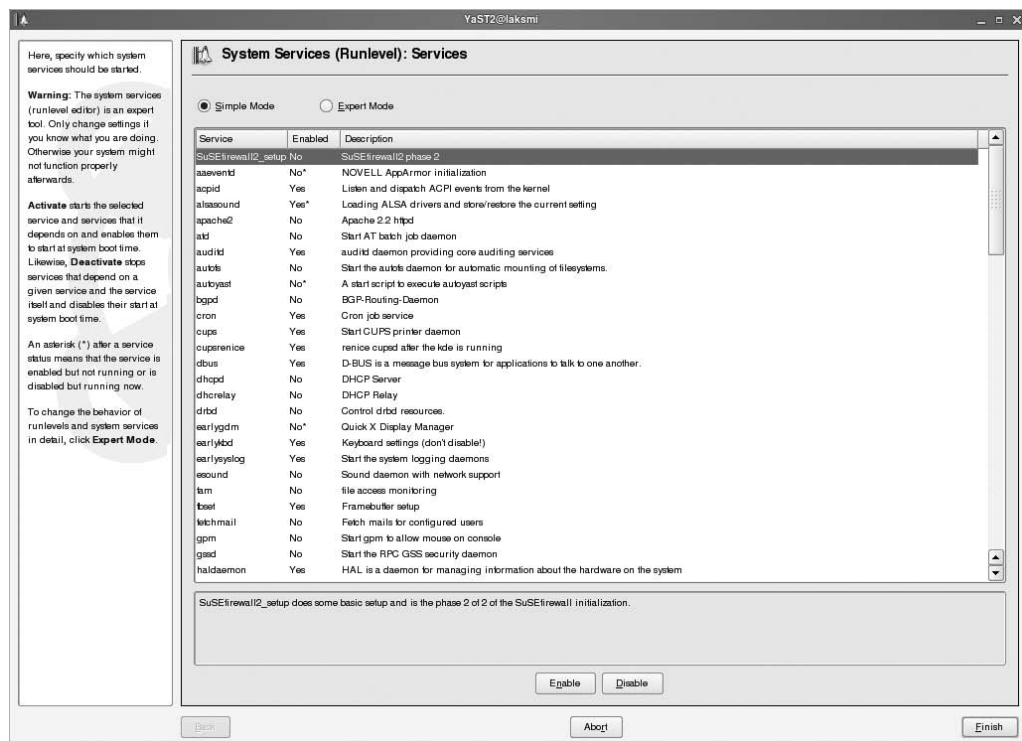 YaST2@laksmi
Here, specify which system
services should be started.
Warning: The system services
(runlevel editor) is an expert
tool. Only change settings if
you know what you are doing.
Otherwise your system might
not function properly
afterwards.
Activate starts the selected
service and services that it
depends on and enables them
to start at system boot time.
Likewise, Deactivate stops
services that depend on a
given service and the service
itself and disables their start at
system boot time.
An asterisk (*) after a service
status means that the service is
enabled but not running or is
disabled but running now.
To change the behavior of
runlevels and system services
in detail, click Expert Mode.
System Services (Runlevel): Services
Simple Mode Expert Mode
Service Enabled Description
SuSEfirewall2_setup No SuSEfirewall2 phase 2
aaeventd No* NOVELL AppArmor initialization
acpid Yes Listen and dispatch ACPI events from the kernel
alsasound Yes* Loading ALSA drivers and store/restore the current setting
apache2 No Apache 2.2 httpd
atd No Start AT batch job daemon
auditd Yes auditd daemon providing core auditing services
autofs No Start the autofs daemon for automatic mounting of filesystems.
autoyast No* A start script to execute autoyast scripts
bgpd No BGP-Routing-Daemon
cron Yes Cron job service
cups Yes Start CUPS printer daemon
cupsrenice Yes renice cupsd after the kde is running
dbus Yes D-BUS is a message bus system for applications to talk to one another.
dhcpd No DHCP Server
dhcrelay No DHCP Relay
drbd No Control drbd resources.
earlygdm No* Quick X Display Manager
earlykbd Yes Keyboard settings (don't disable!)
earlysyslog Yes Start the system logging daemons
esound No Sound daemon with network support
fam No file access monitoring
fbset Yes Framebuffer setup
fetchmail No Fetch mails for configured users
gpm No Start gpm to allow mouse on console
gssd No Start the RPC GSS security daemon
haldaemon Yes HAL is a daemon for managing information about the hardware on the system
SuSEfirewall2_setup does some basic setup and is the phase 2 of 2 of the SuSEfirewall initialization.
Enable Disable
Back Abort Finish